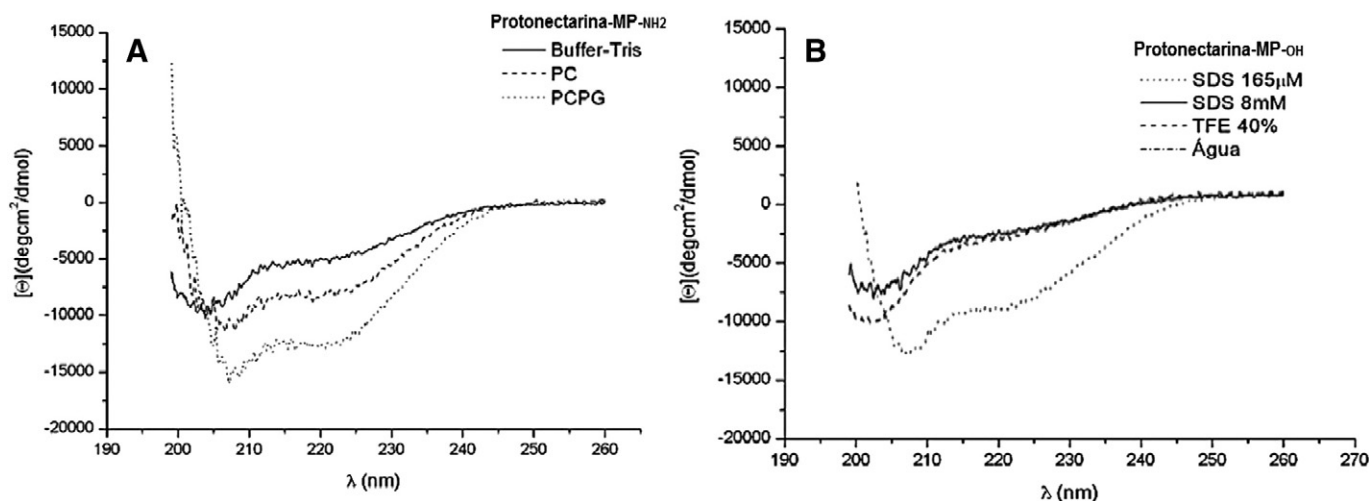 A
Protonectarina-MP-NH2
Buffer-Tris
PC
PCPG
15000
10000
5000
0
-5000
-10000
-15000
-20000
[Θ](degcm²/dmol)
190 200 210 220 230 240 250 260
λ (nm)
B
Protonectarina-MP-OH
SDS 165μM
SDS 8mM
TFE 40%
Água
15000
10000
5000
0
-5000
-10000
-15000
-20000
[Θ](degcm²/dmol)
190 200 210 220 230 240 250 260 270
λ (nm)